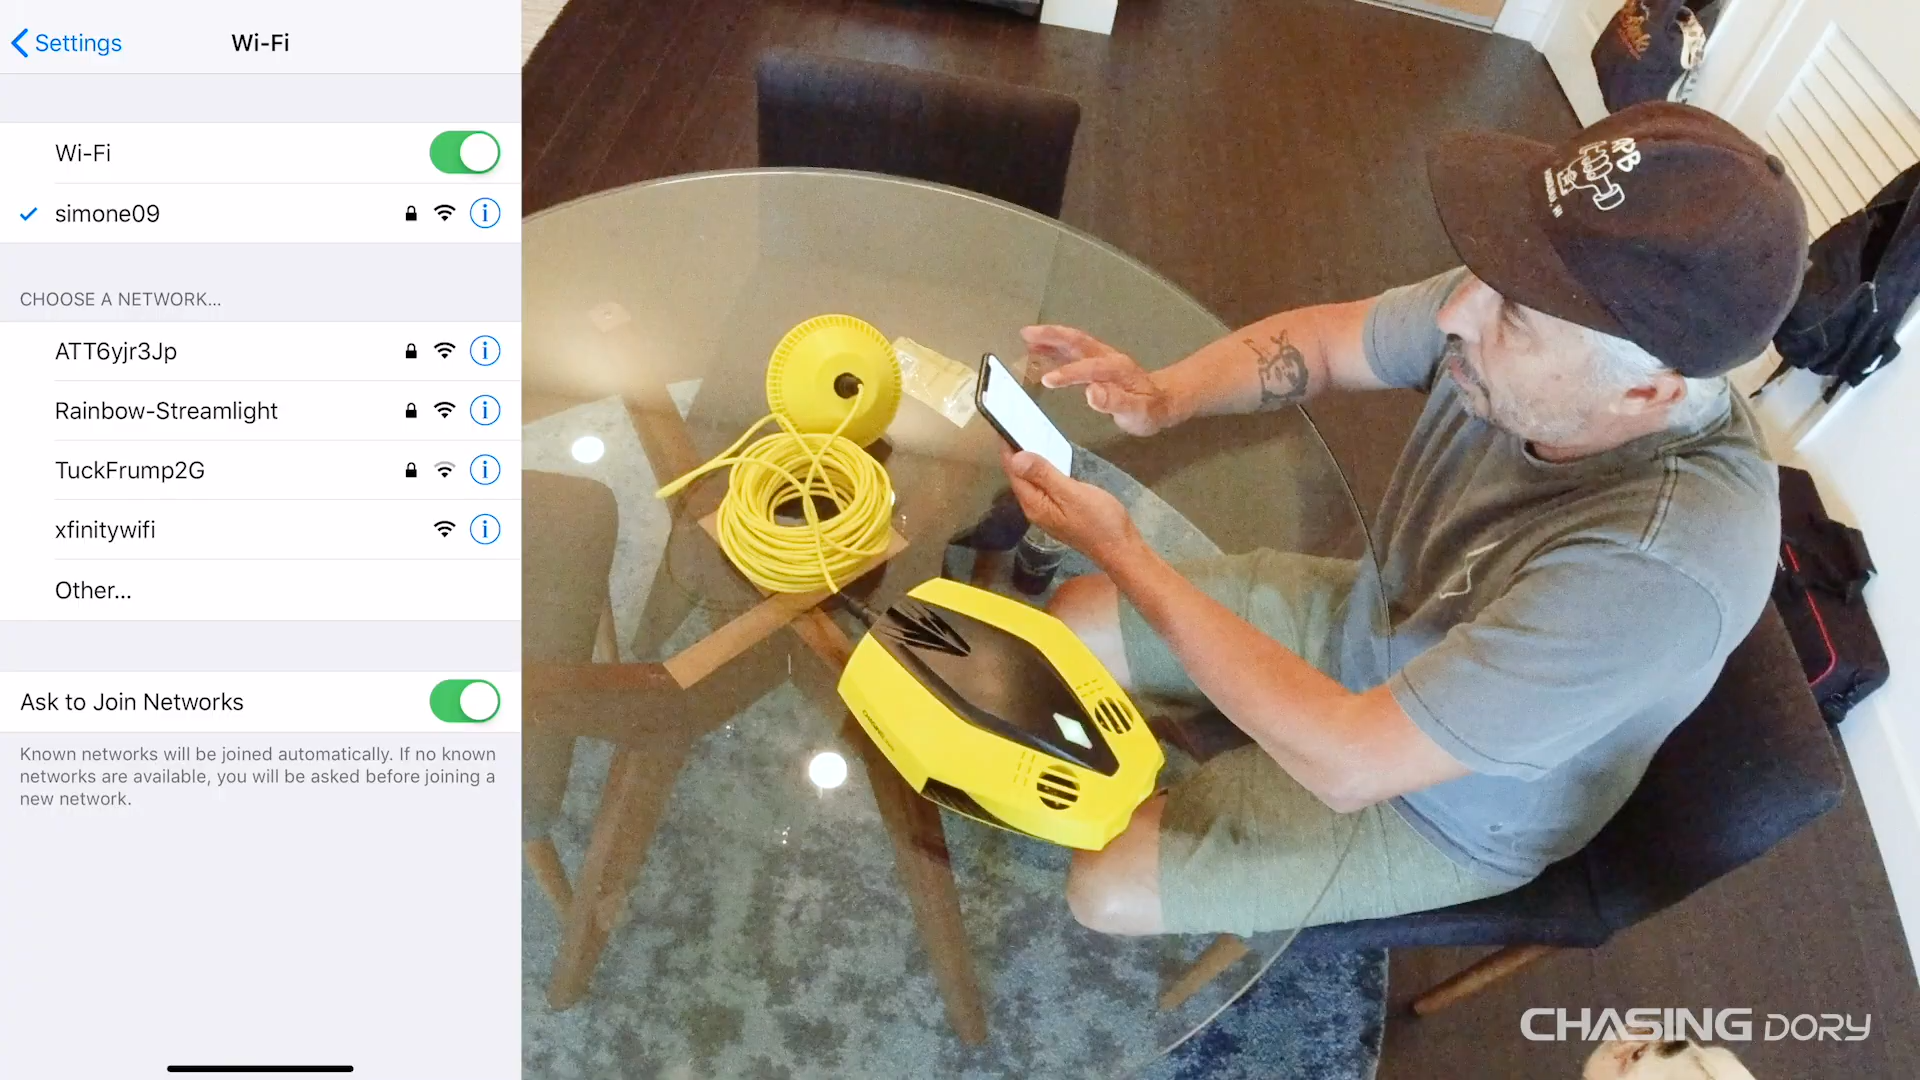 Settings
Wi-Fi
Wi-Fi
simone09
CHOOSE A NETWORK...
ATT6yjr3Jp
Rainbow-Streamlight
TuckFrump2G
xfinitywifi
Other...
Ask to Join Networks
Known networks will be joined automatically. If no known
networks are available, you will be asked before joining a
new network.
RPB
CHASING DORY